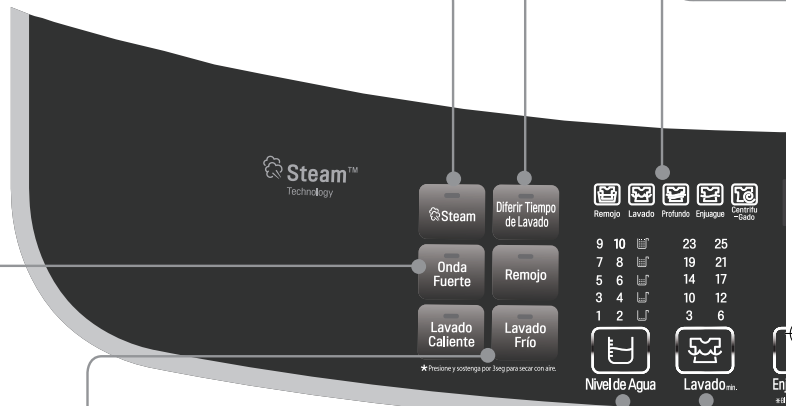 Steam™
Technology
Steam
Diferir Tiempo
de Lavado
Onda
Fuerte
Remojo
Lavado
Caliente
Lavado
Frío
*Presione y sostenga por 3seg para secar con aire.
Remojo Lavado Profundo Enjuague Centrifu
-Gado
9 10 23 25
7 8 19 21
5 6 14 17
3 4 10 12
1 2 3 6
Nivel de Agua Lavado min.